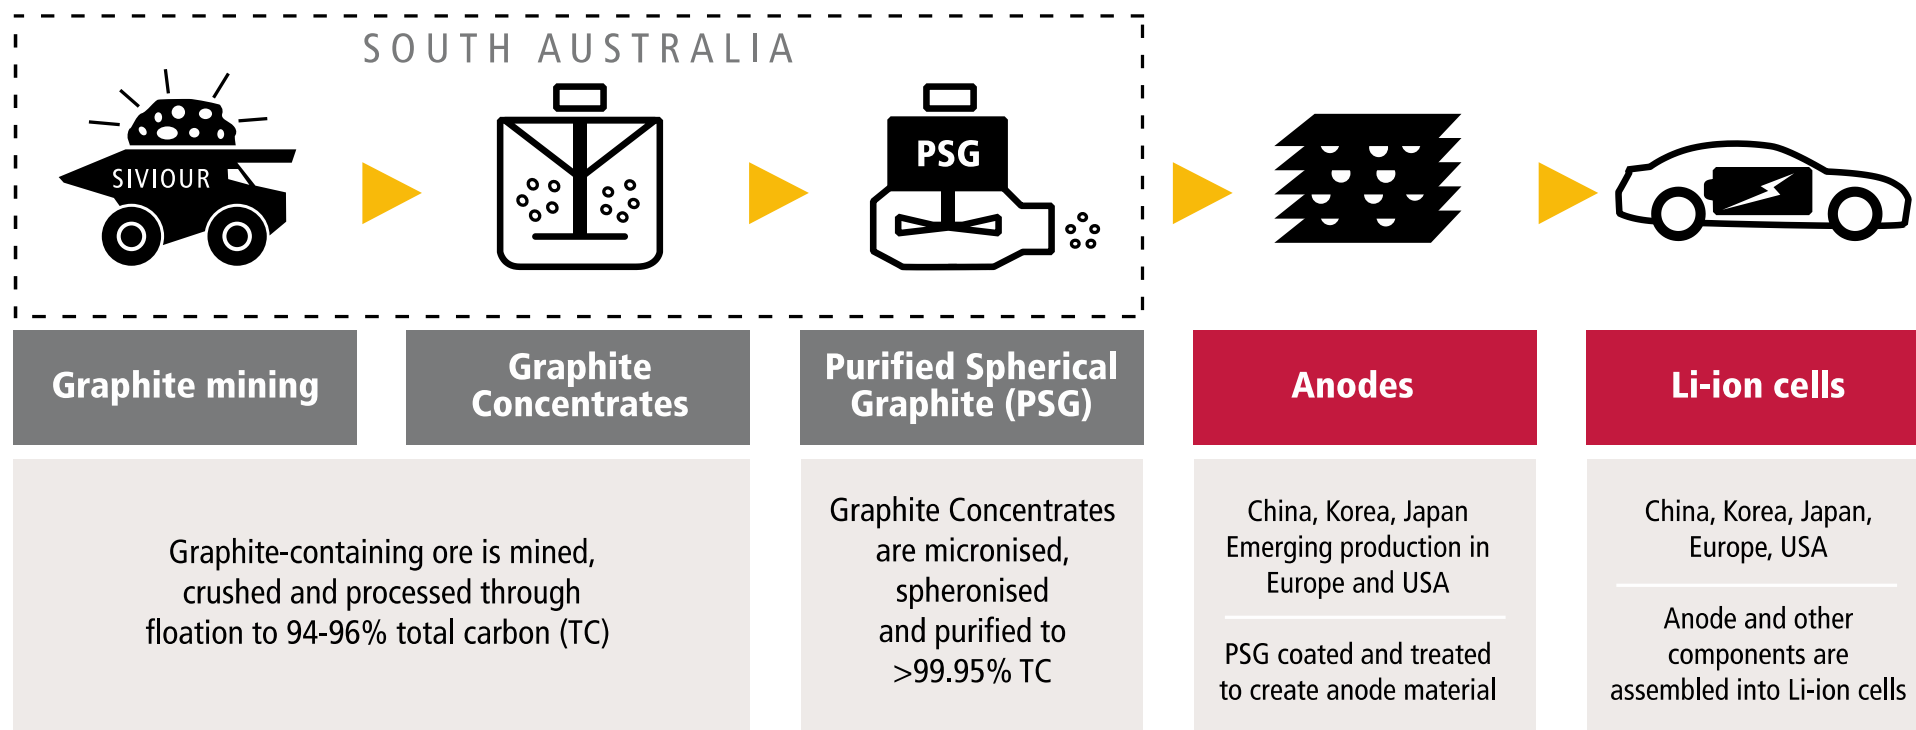 SOUTH AUSTRALIA
SIVIOUR
PSG
Graphite mining
Graphite
Concentrates
Purified Spherical
Graphite (PSG)
Anodes
Li-ion cells
Graphite-containing ore is mined,
crushed and processed through
floation to 94-96% total carbon (TC)
Graphite Concentrates
are micronised,
spheronised
and purified to
>99.95% TC
China, Korea, Japan
Emerging production in
Europe and USA
PSG coated and treated
to create anode material
China, Korea, Japan,
Europe, USA
Anode and other
components are
assembled into Li-ion cells